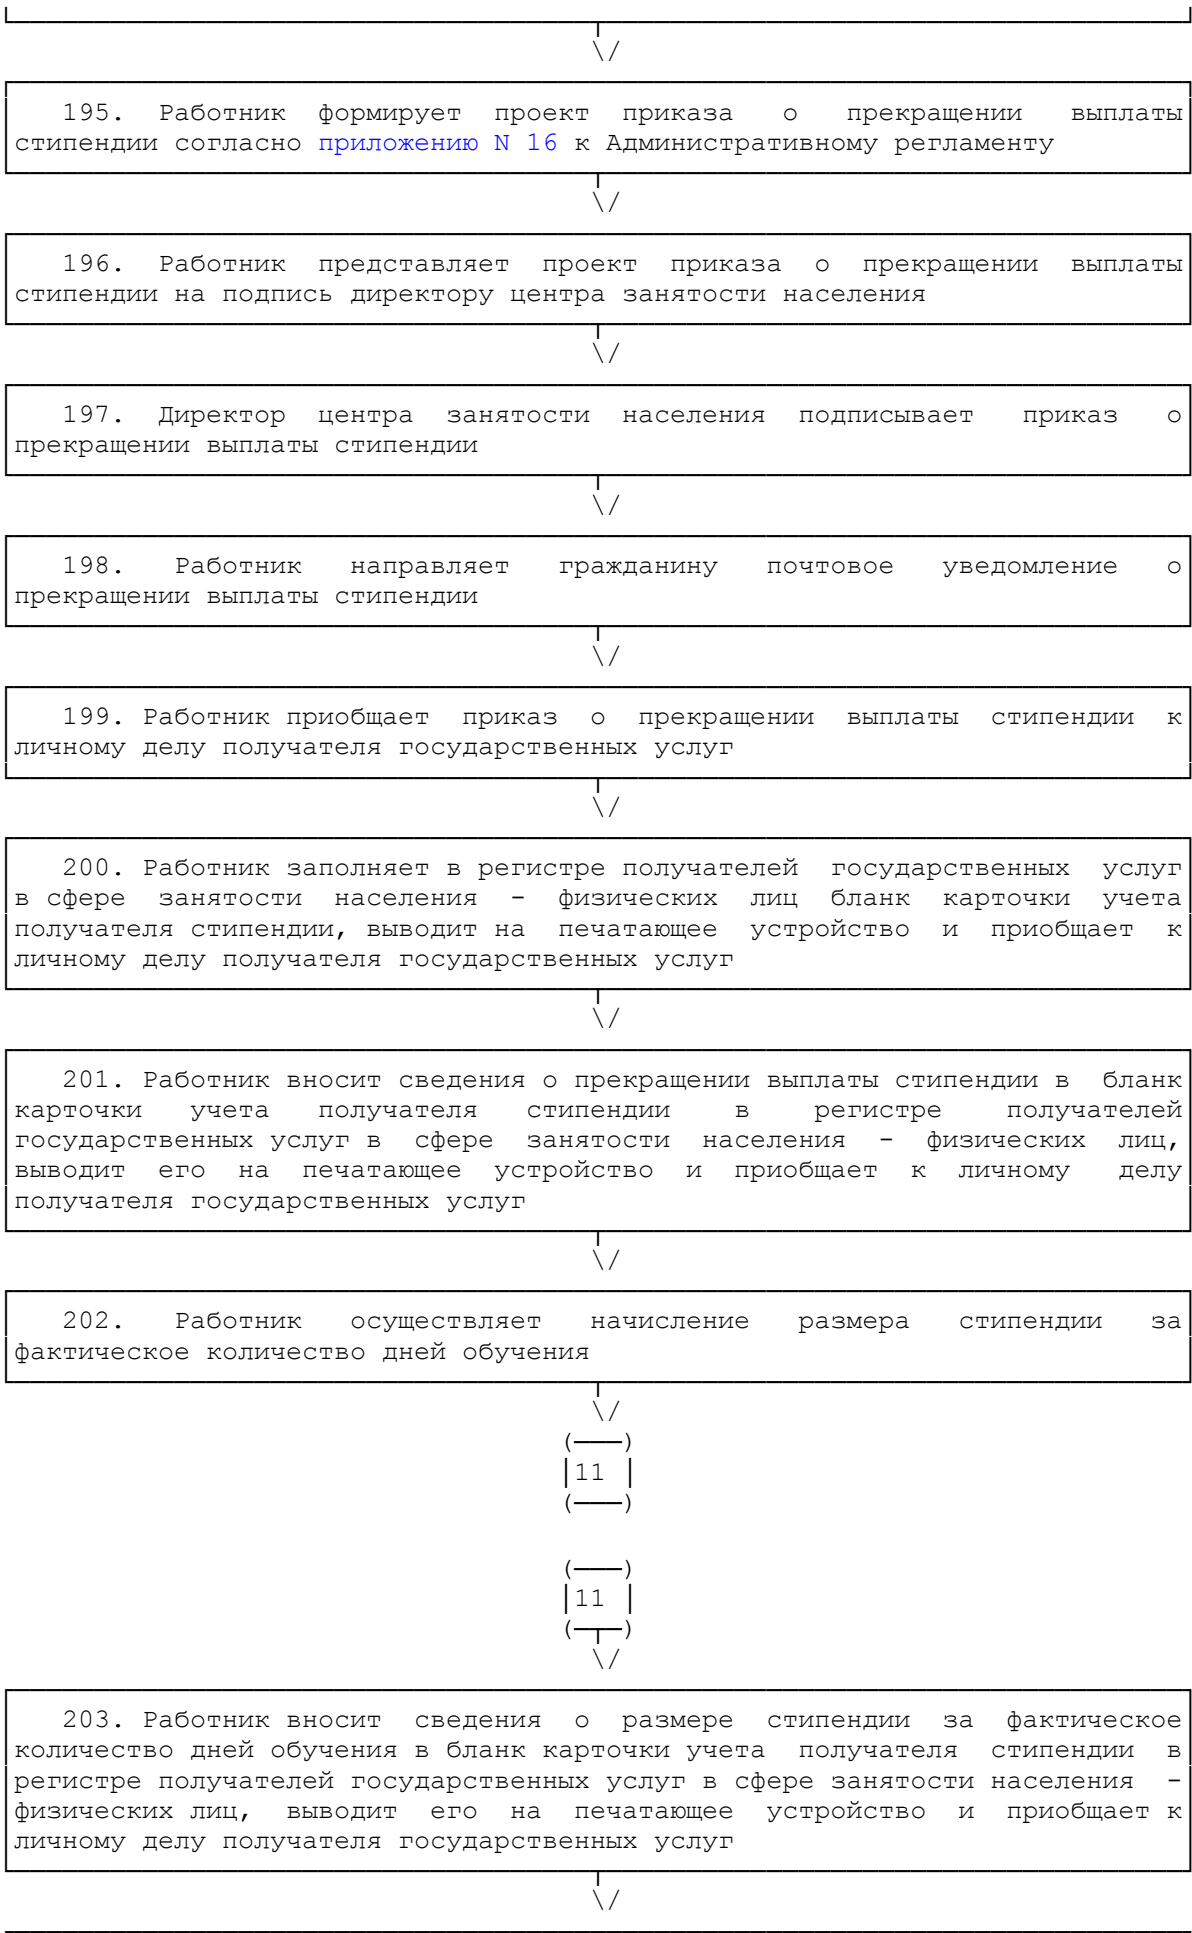 195. Работник формирует проект приказа о прекращении выплаты
стипендии согласно приложению N 16 к Административному регламенту
196. Работник представляет проект приказа о прекращении выплаты
стипендии на подпись директору центра занятости населения
197. Директор центра занятости населения подписывает приказ о
прекращении выплаты стипендии
198. Работник направляет гражданину почтовое уведомление о
прекращении выплаты стипендии
199. Работник приобщает приказ о прекращении выплаты стипендии к
личному делу получателя государственных услуг
200. Работник заполняет в регистре получателей государственных услуг
в сфере занятости населения - физических лиц бланк карточки учета
получателя стипендии, выводит на печатающее устройство и приобщает к
личному делу получателя государственных услуг
201. Работник вносит сведения о прекращении выплаты стипендии в бланк
карточки учета получателя стипендии в регистре получателей
государственных услуг в сфере занятости населения - физических лиц,
выводит его на печатающее устройство и приобщает к личному делу
получателя государственных услуг
202. Работник осуществляет начисление размера стипендии за
фактическое количество дней обучения
11
11
203. Работник вносит сведения о размере стипендии за фактическое
количество дней обучения в бланк карточки учета получателя стипендии в
регистре получателей государственных услуг в сфере занятости населения -
физических лиц, выводит его на печатающее устройство и приобщает к
личному делу получателя государственных услуг